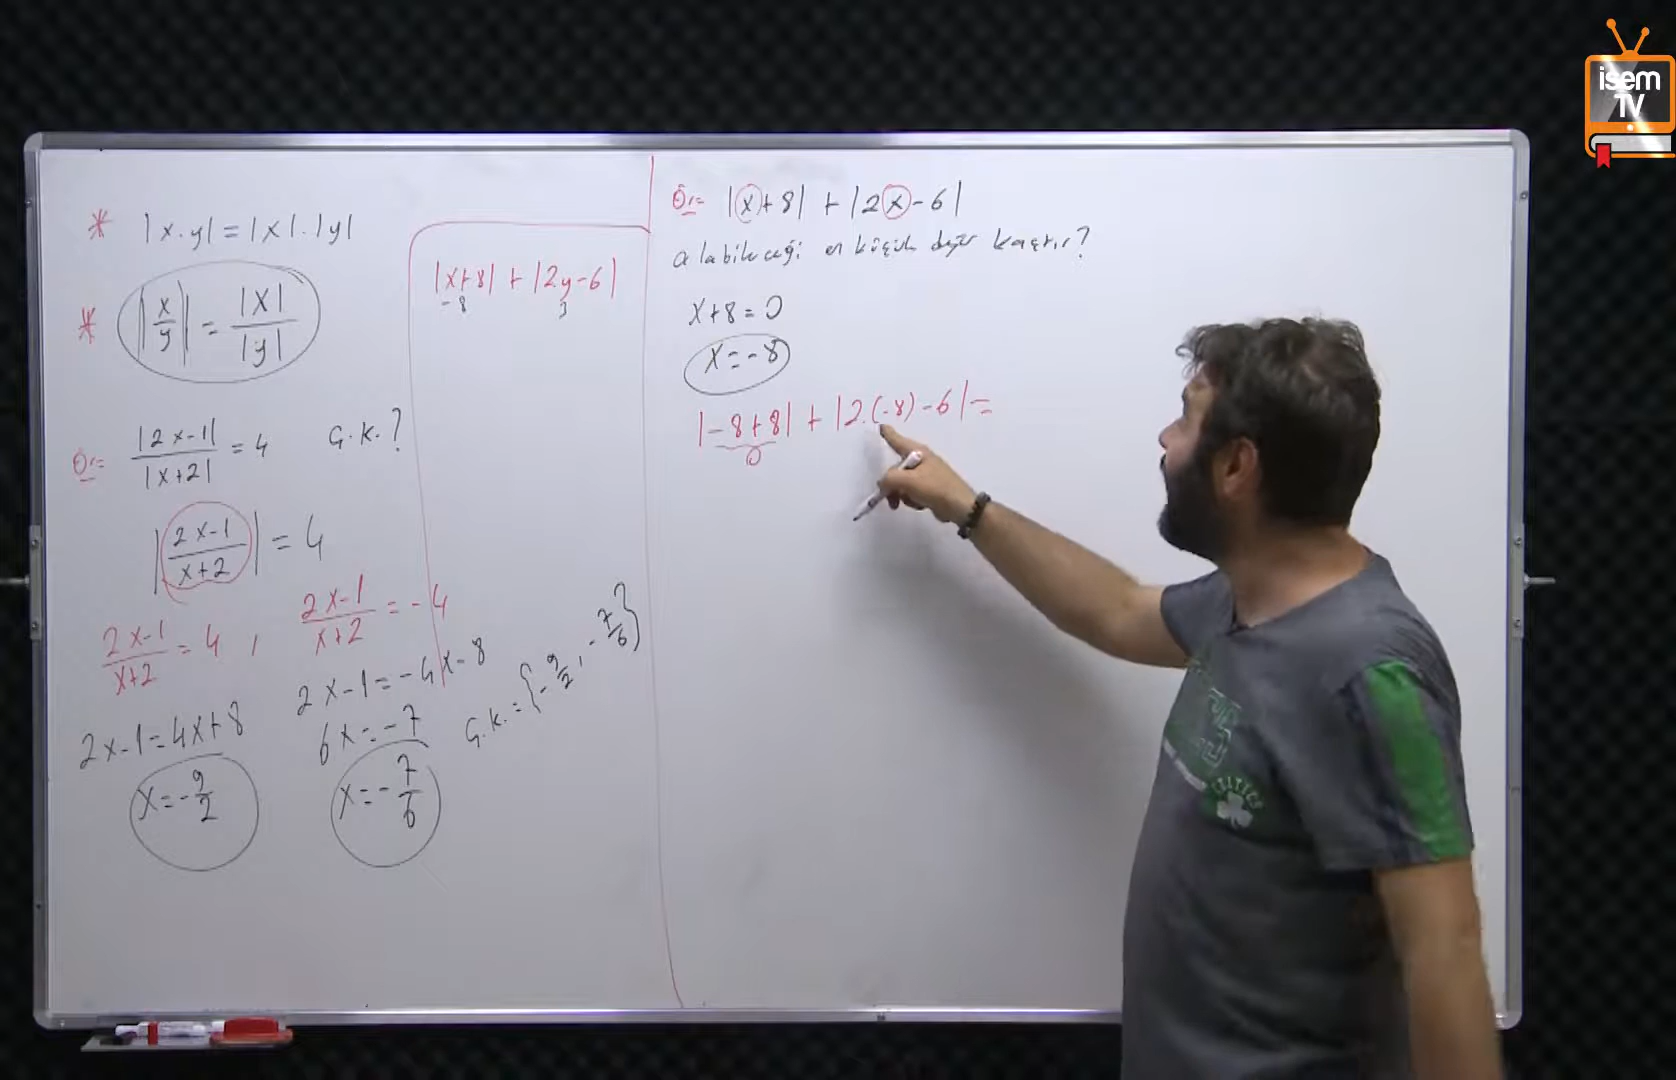 * |x.y| = |x|.|y|
* |x/y| = |x|/|y|
Ör= |2x-1|/|x+2| = 4 Ç.K.?
|2x-1/x+2| = 4
2x-1/x+2 = 4 , 2x-1/x+2 = -4
2x-1=4x+8 2x-1=-4x-8
6x=-7
x=-9/2 x=-7/6
Ç.K.={-9/2, -7/6}
|x+8| + |2y-6|
-8 3
Ör= |x+8| + |2x-6|
alabileceği en küçük değer kaçtır?
x+8=0
x=-8
|-8+8| + |2.(-8)-6|=
0
isem
TV
CELTICS